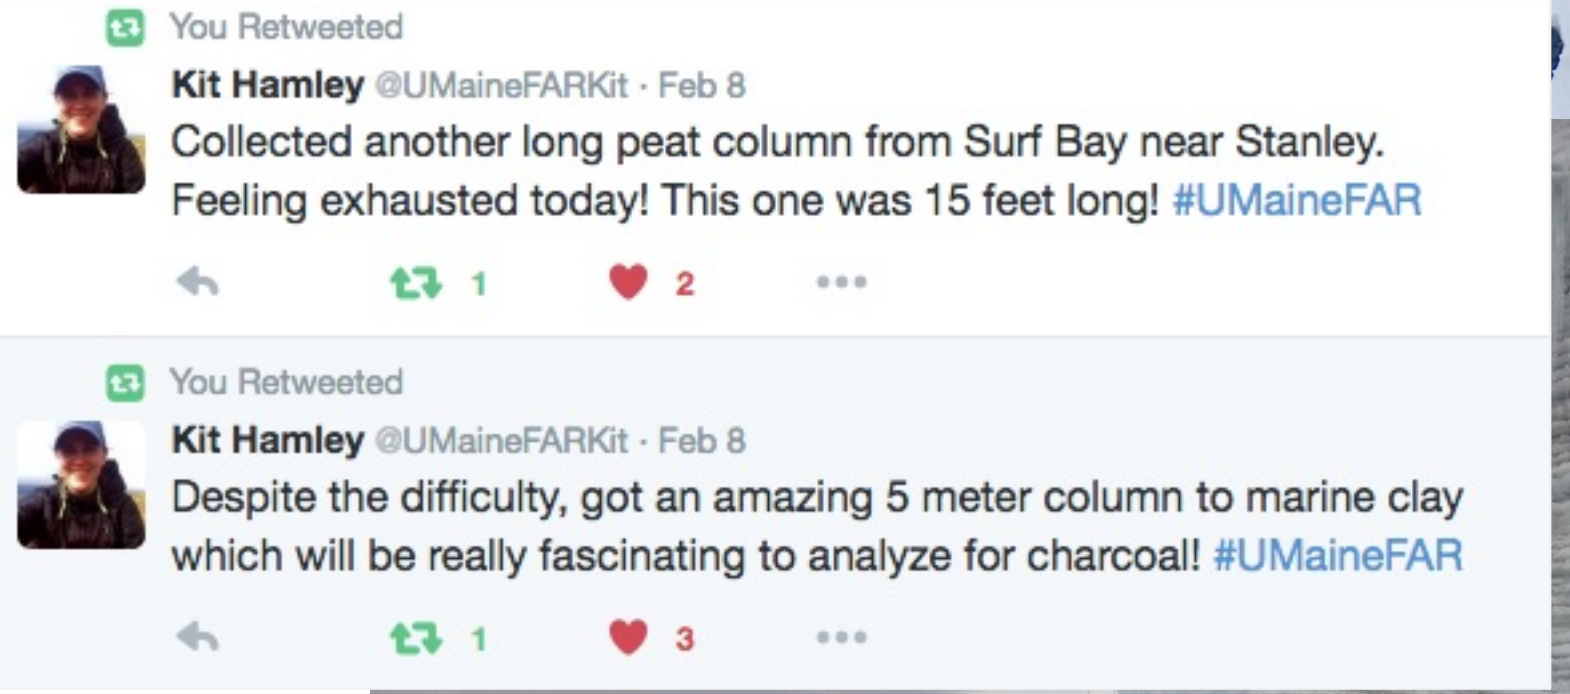 You Retweeted
Kit Hamley @UMaineFARKit · Feb 8
Collected another long peat column from Surf Bay near Stanley.
Feeling exhausted today! This one was 15 feet long! #UMaineFAR
1 2
You Retweeted
Kit Hamley @UMaineFARKit · Feb 8
Despite the difficulty, got an amazing 5 meter column to marine clay
which will be really fascinating to analyze for charcoal! #UMaineFAR
1 3